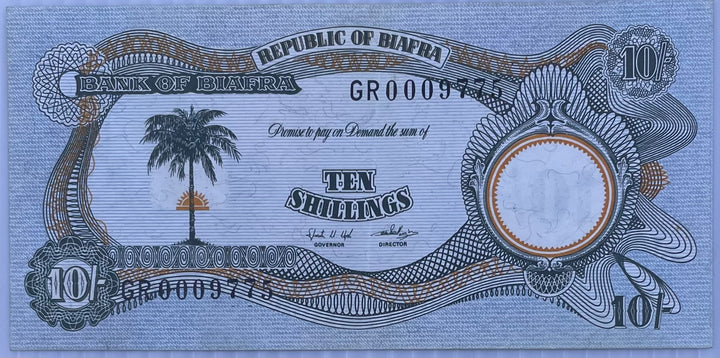 REPUBLIC OF BIAFRA
10/-
BANK OF BIAFRA
GR0009775
Promise to pay on Demand the sum of
TEN
SHILLINGS
GOVERNOR DIRECTOR
10/- GR0009775
10/-